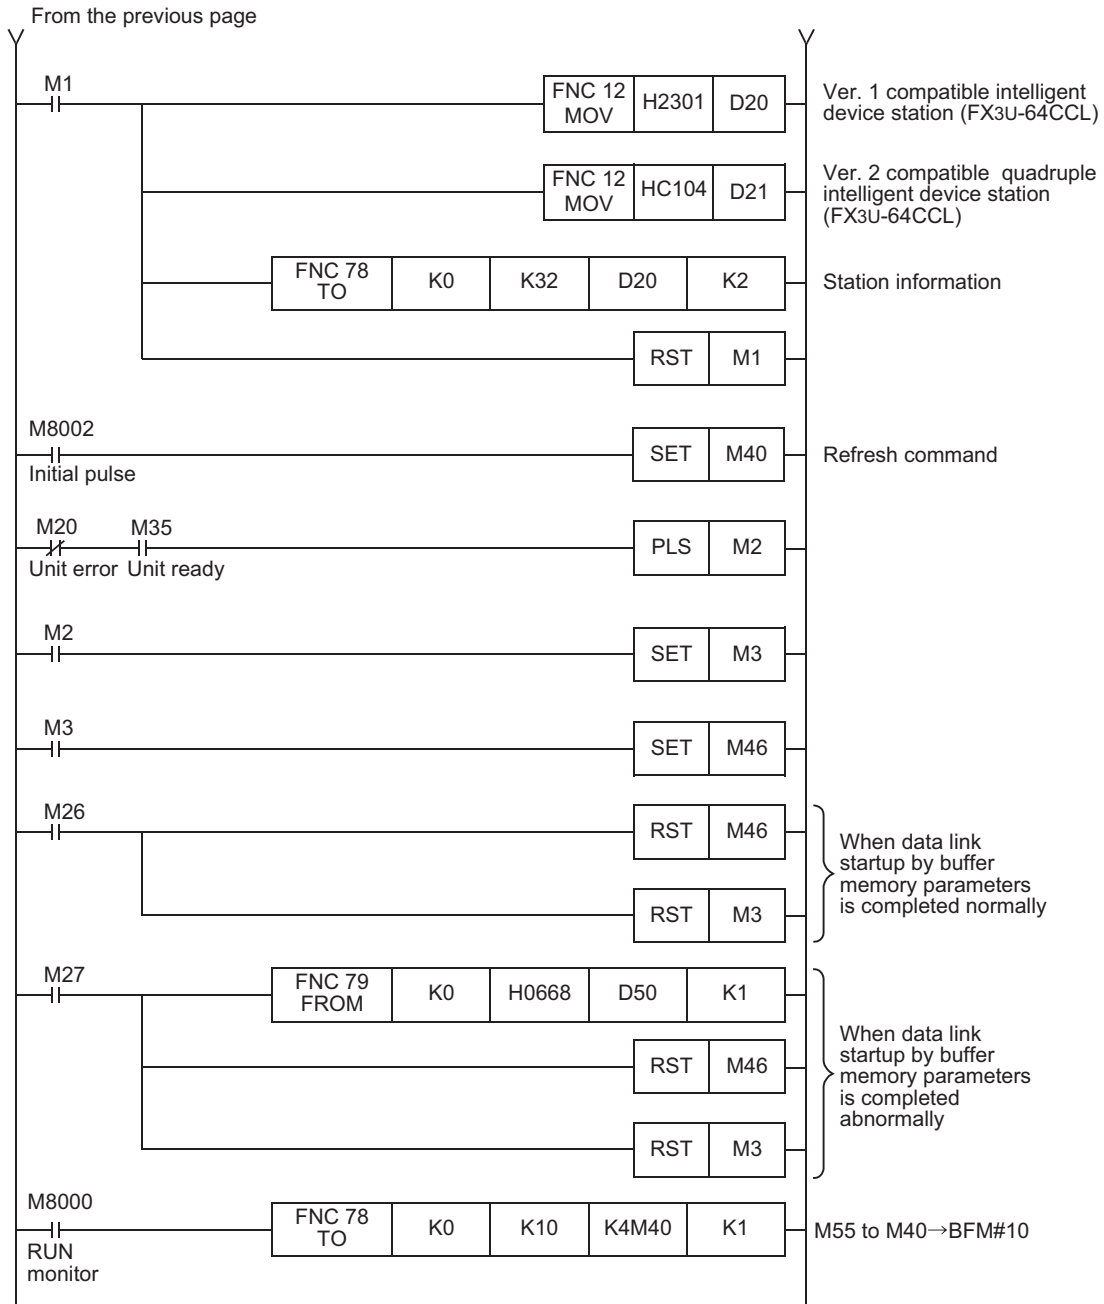 From the previous page
M1
FNC 12
MOV
H2301
D20
Ver. 1 compatible intelligent
device station (FX3U-64CCL)
FNC 12
MOV
HC104
D21
Ver. 2 compatible quadruple
intelligent device station
(FX3U-64CCL)
FNC 78
TO
K0
K32
D20
K2
Station information
RST
M1
M8002
Initial pulse
SET
M40
Refresh command
M20
Unit error
M35
Unit ready
PLS
M2
M2
SET
M3
M3
SET
M46
M26
RST
M46
RST
M3
When data link
startup by buffer
memory parameters
is completed normally
M27
FNC 79
FROM
K0
H0668
D50
K1
RST
M46
RST
M3
When data link
startup by buffer
memory parameters
is completed
abnormally
M8000
RUN
monitor
FNC 78
TO
K0
K10
K4M40
K1
M55 to M40→BFM#10